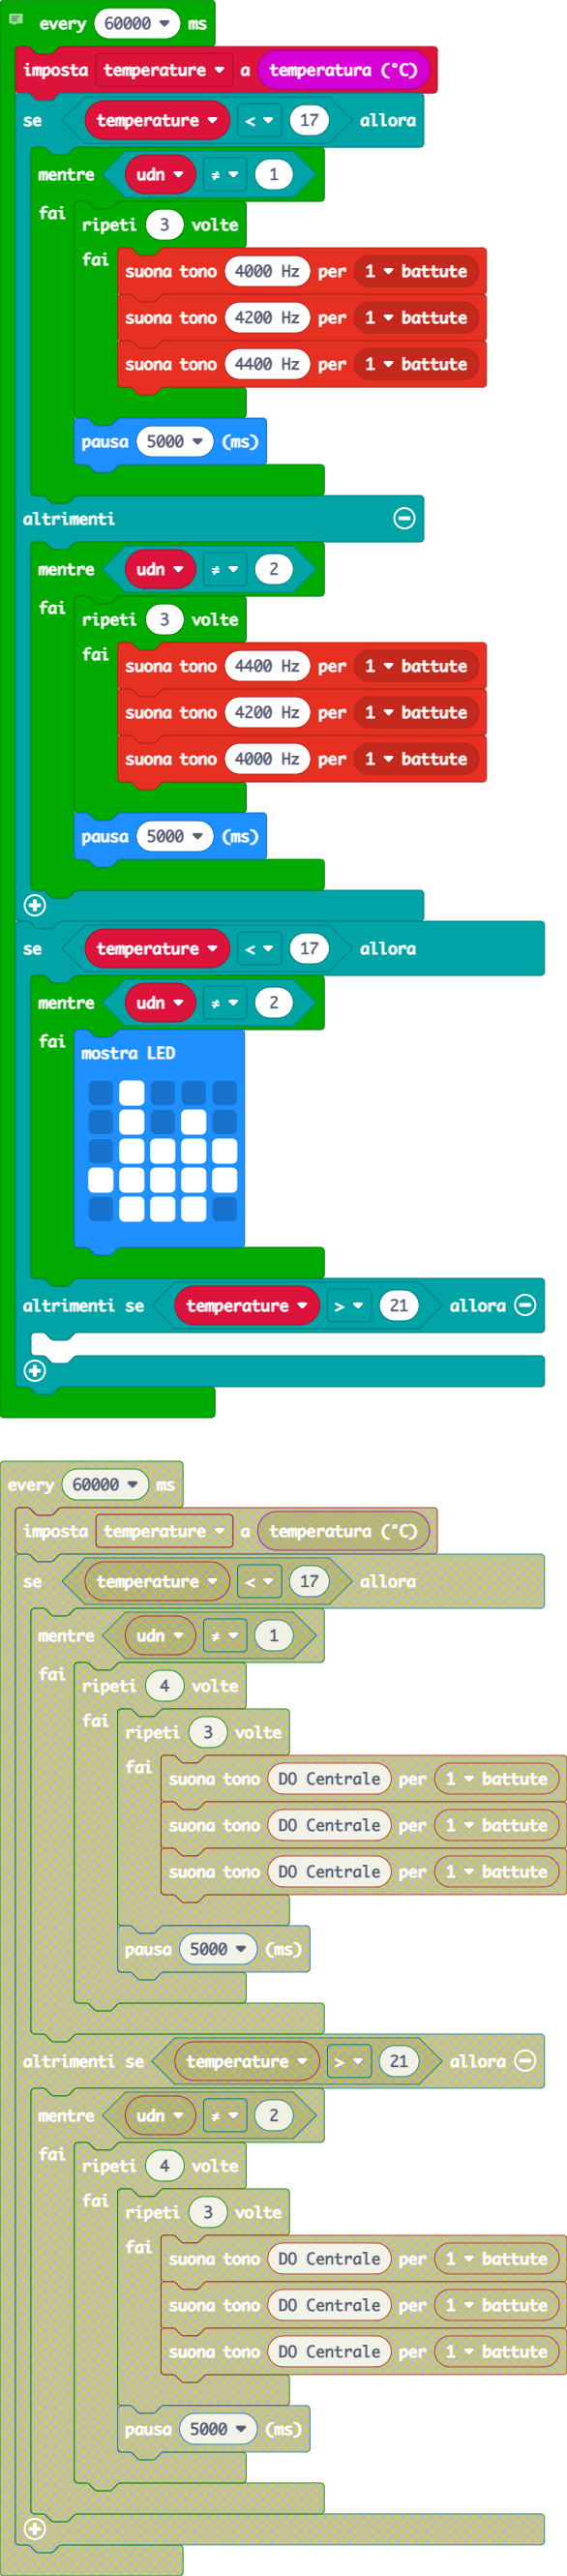 every 60000 ms
imposta temperature a temperatura (°C)
se temperature < 17 allora
mentre udn ≠ 1
fai
ripeti 3 volte
fai
suona tono 4000 Hz per 1 battute
suona tono 4200 Hz per 1 battute
suona tono 4400 Hz per 1 battute
pausa 5000 (ms)
altrimenti
mentre udn ≠ 2
fai
ripeti 3 volte
fai
suona tono 4400 Hz per 1 battute
suona tono 4200 Hz per 1 battute
suona tono 4000 Hz per 1 battute
pausa 5000 (ms)
se temperature < 17 allora
mentre udn ≠ 2
fai
mostra LED
altrimenti se temperature > 21 allora
every 60000 ms
imposta temperature a temperatura (°C)
se temperature < 17 allora
mentre udn ≠ 1
fai
ripeti 4 volte
fai
ripeti 3 volte
fai
suona tono DO Centrale per 1 battute
suona tono DO Centrale per 1 battute
suona tono DO Centrale per 1 battute
pausa 5000 (ms)
altrimenti se temperature > 21 allora
mentre udn ≠ 2
fai
ripeti 4 volte
fai
ripeti 3 volte
fai
suona tono DO Centrale per 1 battute
suona tono DO Centrale per 1 battute
suona tono DO Centrale per 1 battute
pausa 5000 (ms)